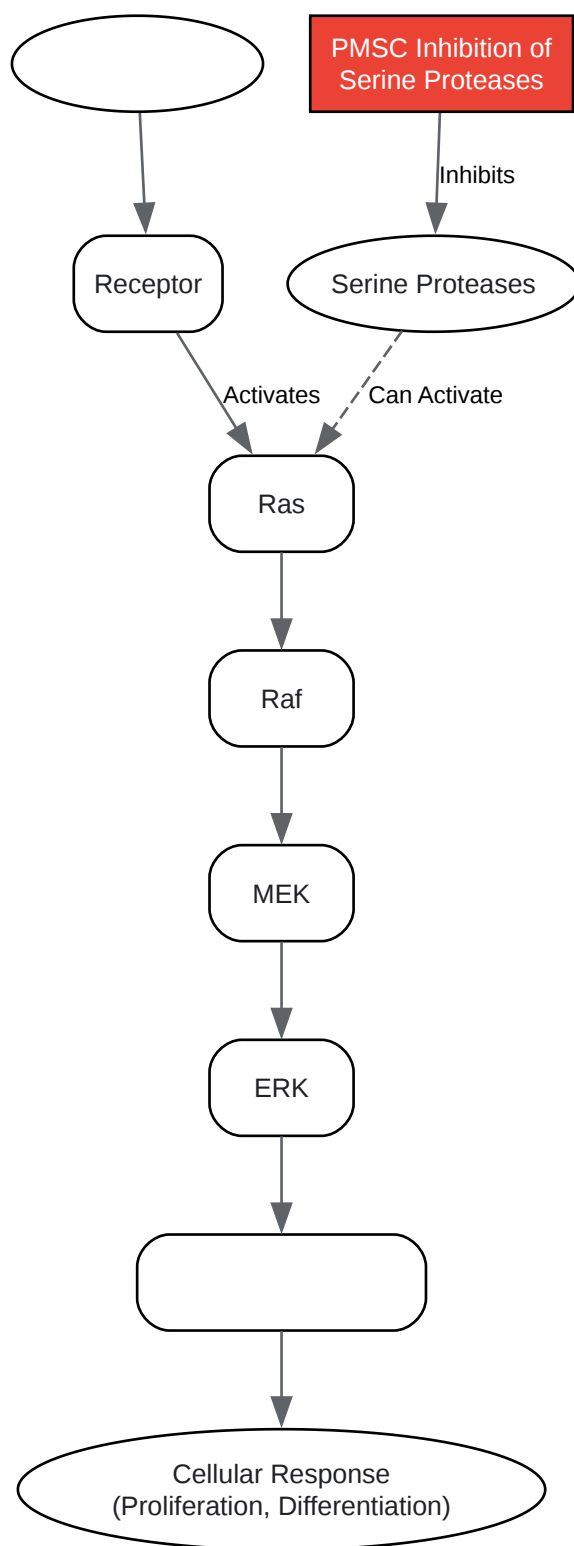 PMSC Inhibition of
Serine Proteases
Inhibits
Receptor
Serine Proteases
Activates
Can Activate
Ras
Raf
MEK
ERK
Cellular Response
(Proliferation, Differentiation)